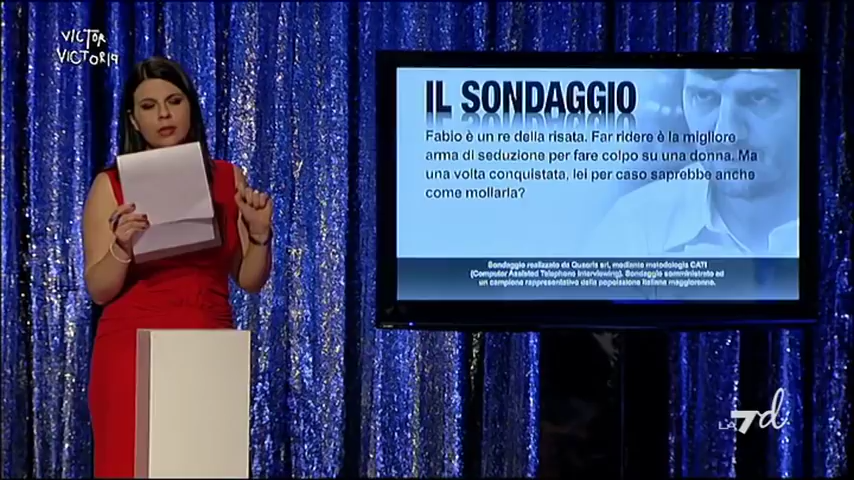 VICTOR
VICTORIA
IL SONDAGGIO
Fabio è un re della risata. Far ridere è la migliore
arma di seduzione per fare colpo su una donna. Ma
una volta conquistata, lei per caso saprebbe anche
come mollarla?
Sondaggio realizzato da Quaeris srl, mediante metodologia CATI
(Computer Assisted Telephone Interviewing). Sondaggio somministrato ad
un campione rappresentativo della popolazione italiana maggiorenne.
LA7d